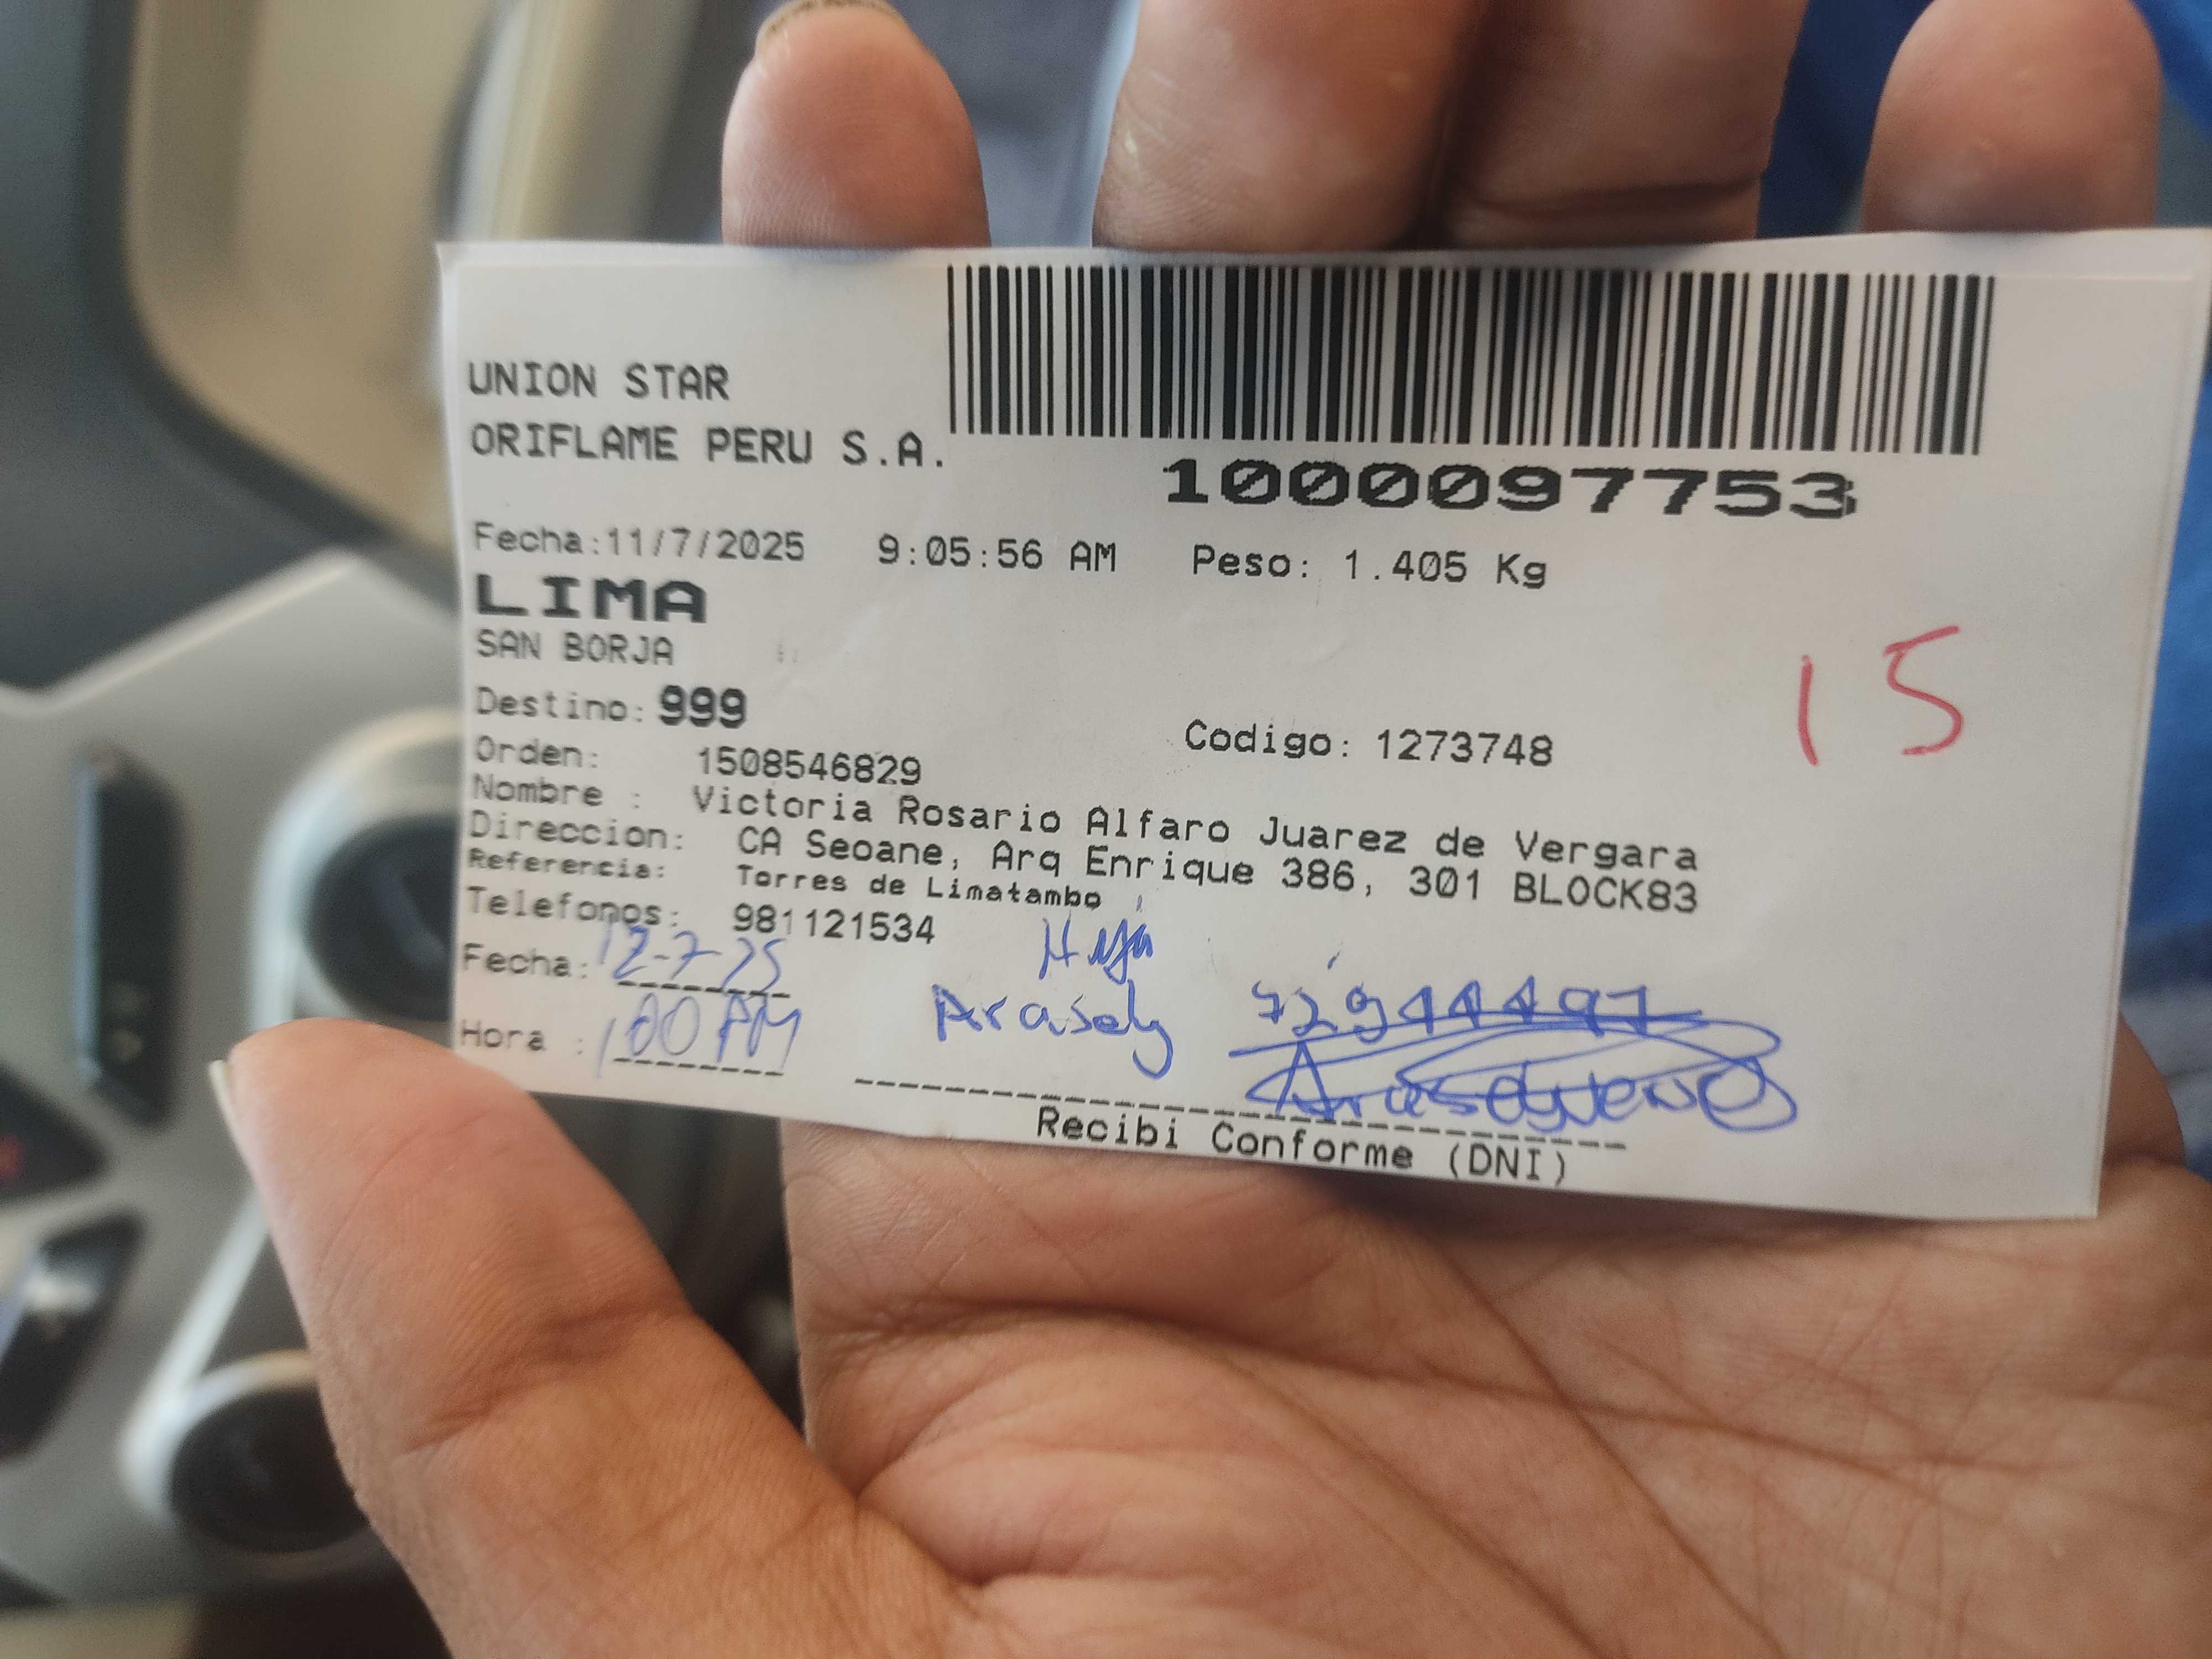 UNION STAR
ORIFLAME PERU S.A.
1000097753
Fecha:11/7/2025 9:05:56 AM Peso: 1.405 Kg
LIMA
SAN BORJA
15
Destino: 999
Codigo: 1273748
Orden: 1508546829
Nombre : Victoria Rosario Alfaro Juarez de Vergara
Direccion: CA Seoane, Arq Enrique 386, 301 BLOCK83
Referencia: Torres de Limatambo
Telefonos: 981121534
Hija
Fecha: 12-7-25
Arasely
Hora : 1:00 PM
Recibi Conforme (DNI)